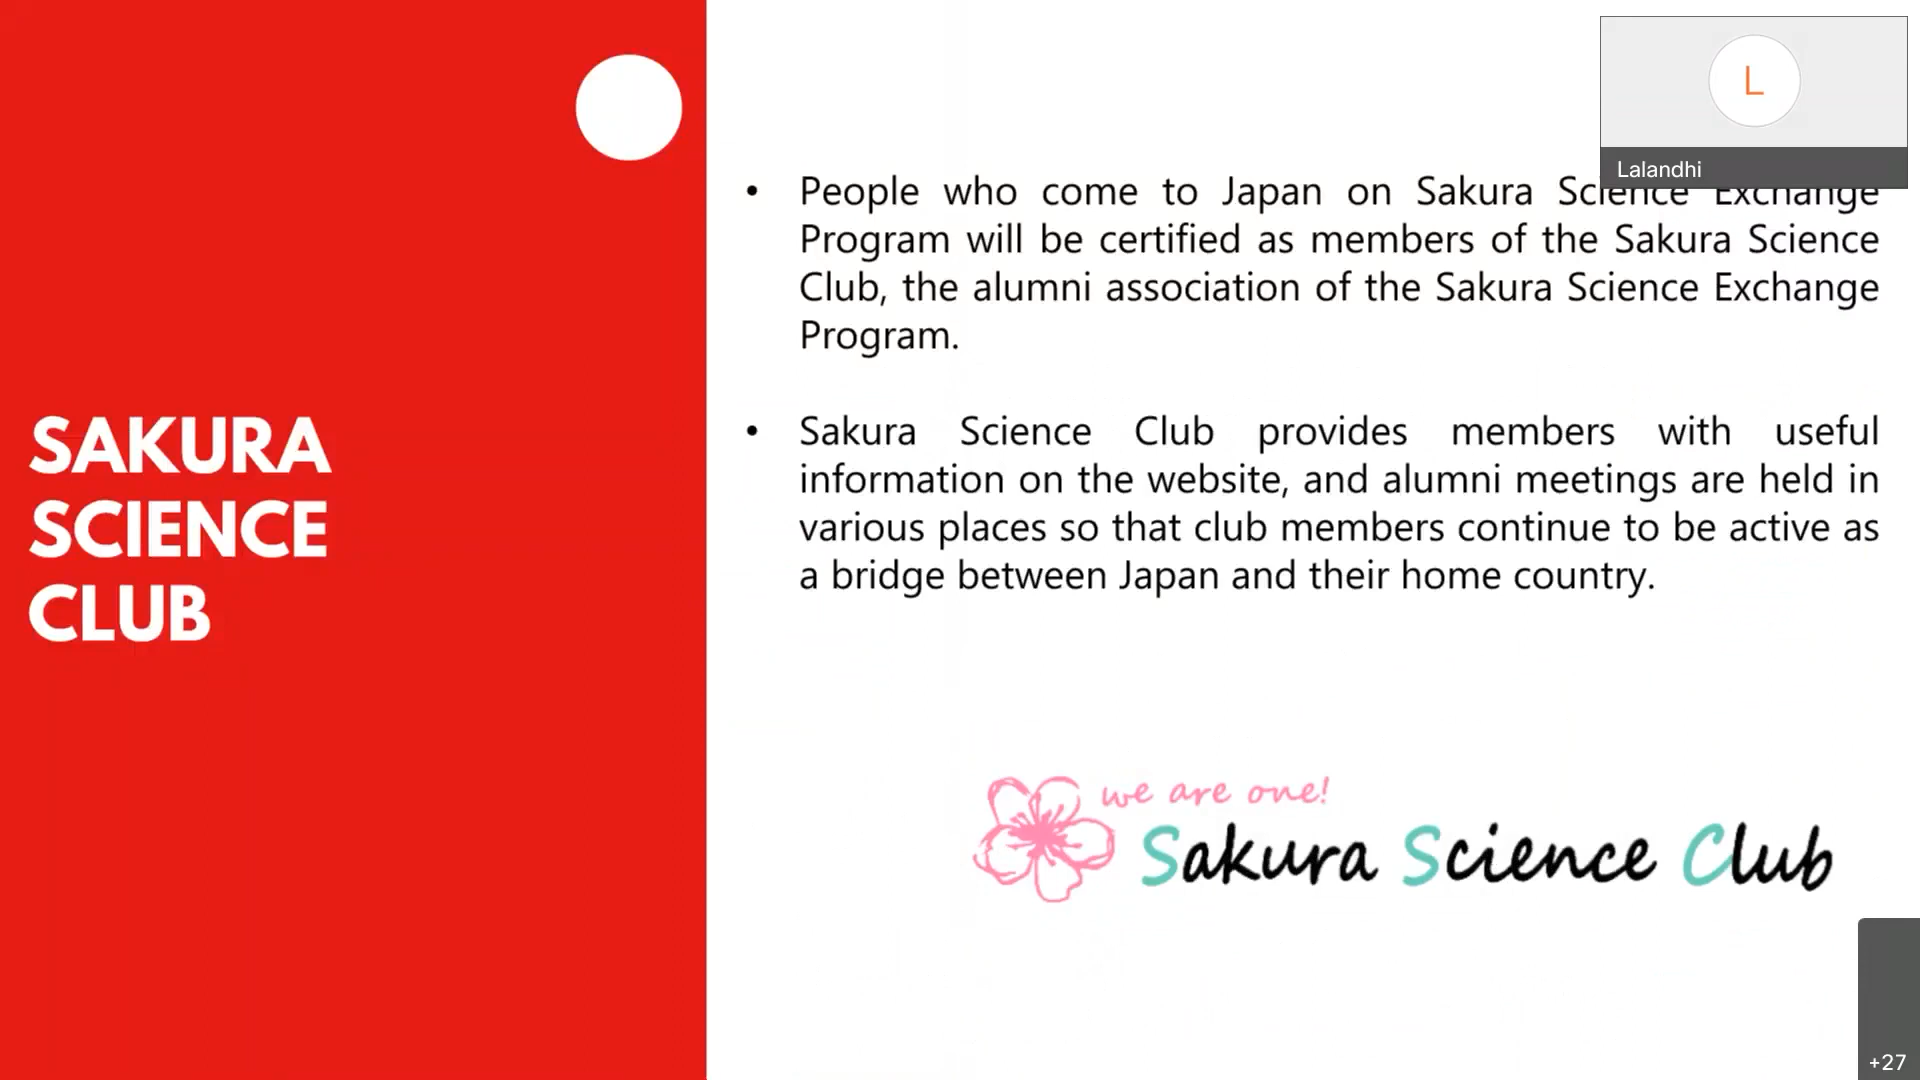 L
Lalandhi
SAKURA
SCIENCE
CLUB
• People who come to Japan on Sakura Science Exchange
Program will be certified as members of the Sakura Science
Club, the alumni association of the Sakura Science Exchange
Program.
• Sakura Science Club provides members with useful
information on the website, and alumni meetings are held in
various places so that club members continue to be active as
a bridge between Japan and their home country.
we are one!
Sakura Science Club
+27